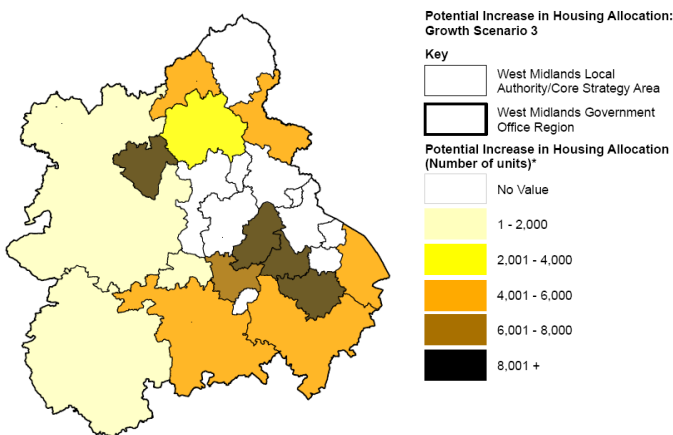 Potential Increase in Housing Allocation:
Growth Scenario 3
Key
West Midlands Local
Authority/Core Strategy Area
West Midlands Government
Office Region
Potential Increase in Housing Allocation
(Number of units)*
No Value
1 - 2,000
2,001 - 4,000
4,001 - 6,000
6,001 - 8,000
8,001 +